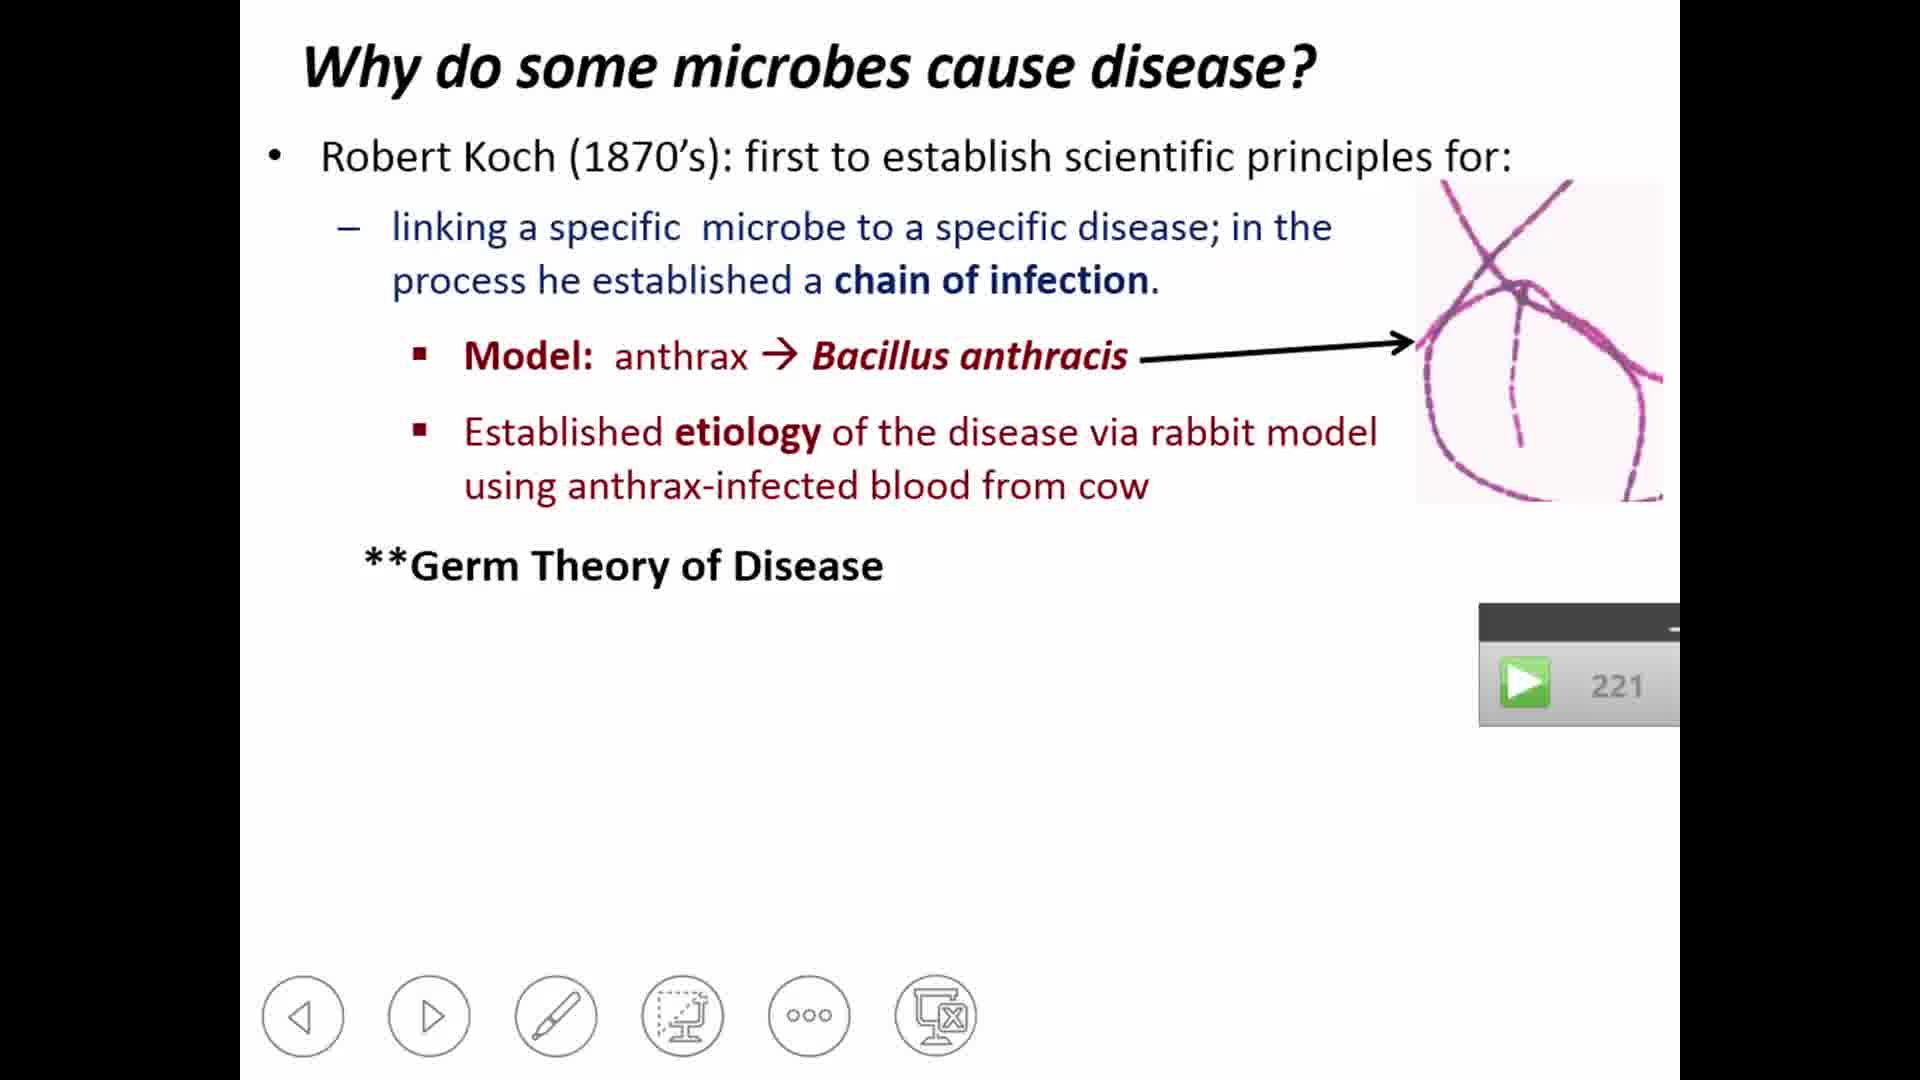 Why do some microbes cause disease?
• Robert Koch (1870’s): first to establish scientific principles for:
– linking a specific  microbe to a specific disease; in the
process he established a chain of infection.
▪ Model:  anthrax → Bacillus anthracis
▪ Established etiology of the disease via rabbit model
using anthrax-infected blood from cow
**Germ Theory of Disease
221